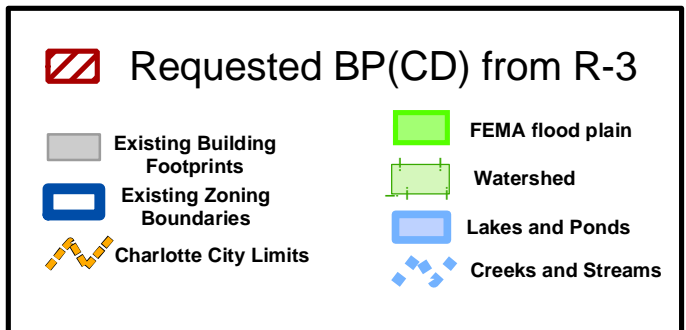 Requested BP(CD) from R-3
Existing Building
Footprints
Existing Zoning
Boundaries
Charlotte City Limits
FEMA flood plain
Watershed
Lakes and Ponds
Creeks and Streams